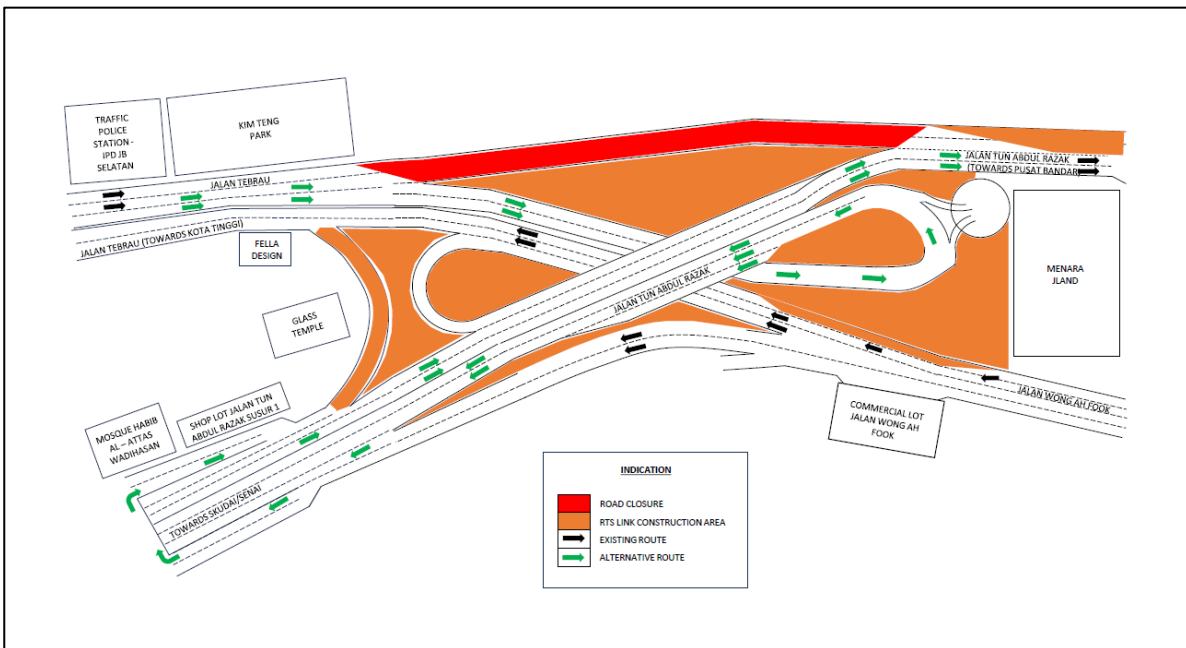 TRAFFIC
POLICE
STATION -
IPD JB
SELATAN
KIM TENG
PARK
JALAN TEBRAU
JALAN TEBRAU (TOWARDS KOTA TINGGI)
FELLA
DESIGN
GLASS
TEMPLE
MOSQUE HABIB
AL – ATTAS
WADIHASAN
SHOP LOT JALAN TUN
ABDUL RAZAK SUSUR 1
TOWARDS SKUDAI/SENAI
JALAN TUN ABDUL RAZAK
JALAN TUN ABDUL RAZAK
(TOWARDS PUSAT BANDAR
MENARA
JLAND
JALAN WONG AH FOOK
COMMERCIAL LOT
JALAN WONG AH
FOOK
INDICATION
ROAD CLOSURE
RTS LINK CONSTRUCTION AREA
EXISTING ROUTE
ALTERNATIVE ROUTE